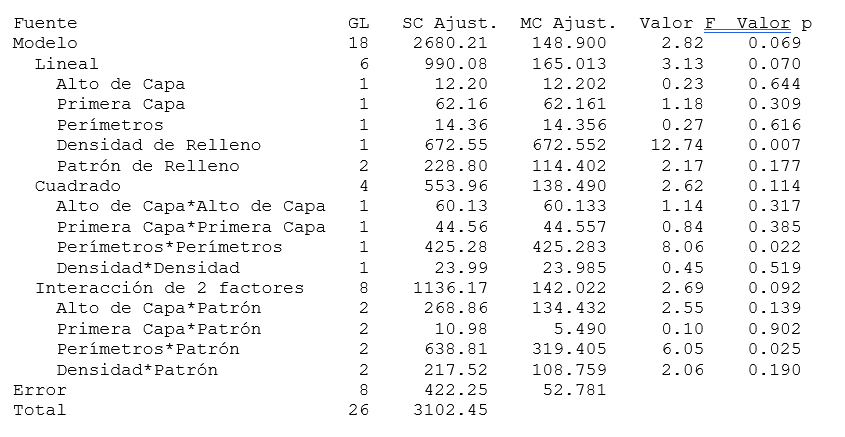 Fuente GL SC Ajust. MC Ajust. Valor F Valor p
Modelo 18 2680.21 148.900 2.82 0.069
Lineal 6 990.08 165.013 3.13 0.070
Alto de Capa 1 12.20 12.202 0.23 0.644
Primera Capa 1 62.16 62.161 1.18 0.309
Perímetros 1 14.36 14.356 0.27 0.616
Densidad de Relleno 1 672.55 672.552 12.74 0.007
Patrón de Relleno 2 228.80 114.402 2.17 0.177
Cuadrado 4 553.96 138.490 2.62 0.114
Alto de Capa*Alto de Capa 1 60.13 60.133 1.14 0.317
Primera Capa*Primera Capa 1 44.56 44.557 0.84 0.385
Perímetros*Perímetros 1 425.28 425.283 8.06 0.022
Densidad*Densidad 1 23.99 23.985 0.45 0.519
Interacción de 2 factores 8 1136.17 142.022 2.69 0.092
Alto de Capa*Patrón 2 268.86 134.432 2.55 0.139
Primera Capa*Patrón 2 10.98 5.490 0.10 0.902
Perímetros*Patrón 2 638.81 319.405 6.05 0.025
Densidad*Patrón 2 217.52 108.759 2.06 0.190
Error 8 422.25 52.781
Total 26 3102.45